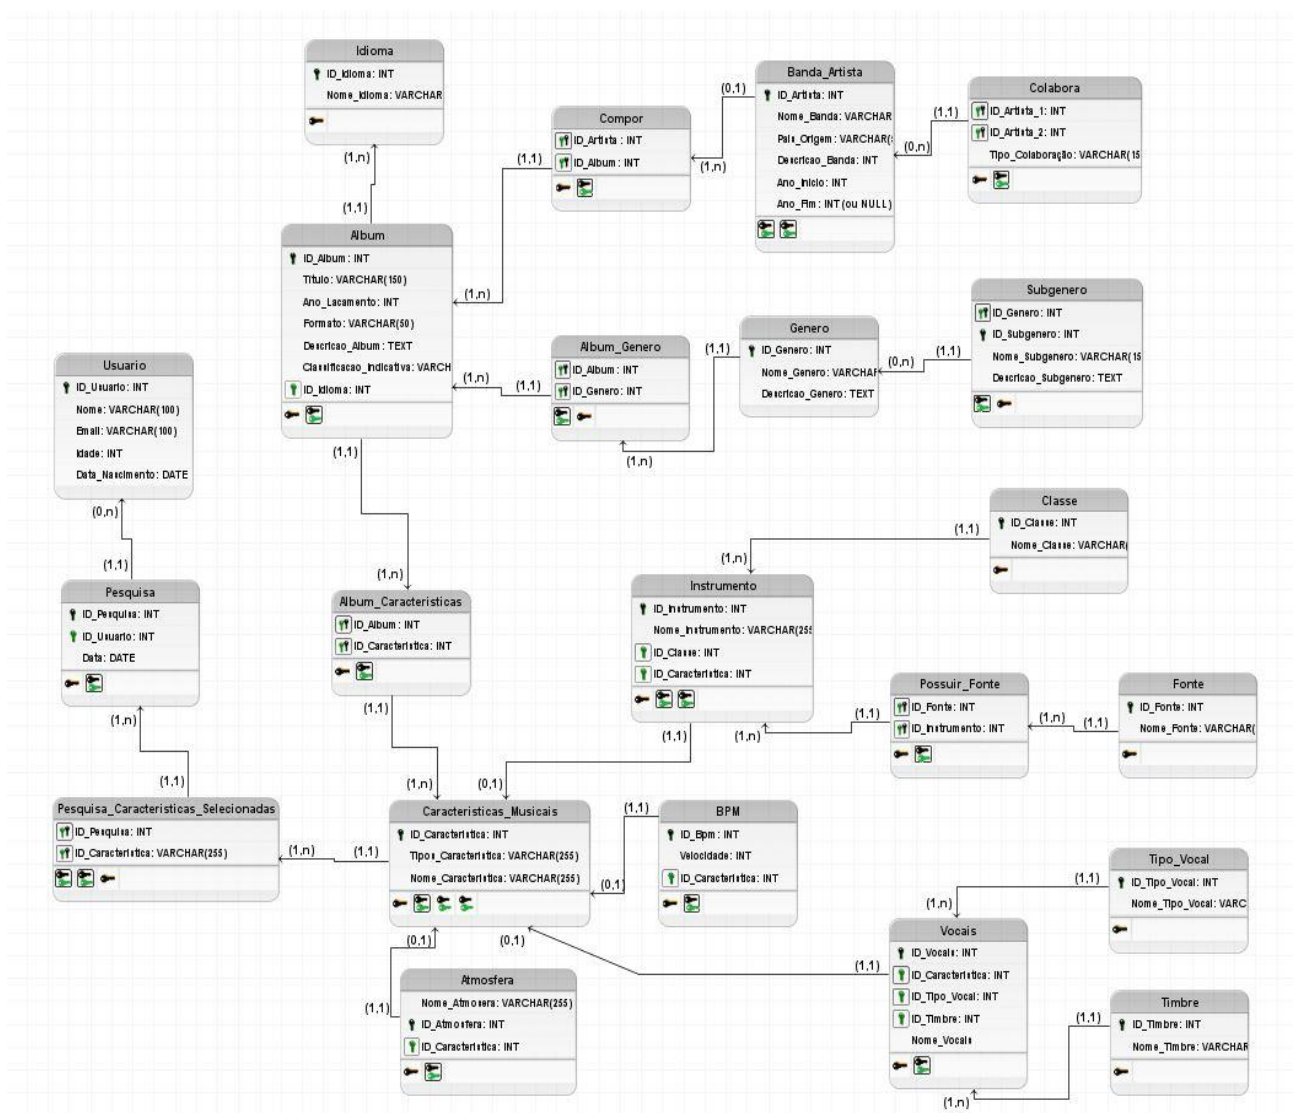 Idioma
ID_Idioma: INT
Nome_Idioma: VARCHAR
(1,n)
(1,1)
Album
ID_Album: INT
Titulo: VARCHAR(150)
Ano_Lacamento: INT
Formato: VARCHAR(50)
Descricao_Album: TEXT
Classificacao_Indicativa: VARCH
ID_Idioma: INT
(1,1)
Compor
ID_Artista: INT
ID_Album: INT
(1,1)
(1,n)
(0,1)
(1,n)
Banda_Artista
ID_Artista: INT
Nome_Banda: VARCHAR
Pais_Origem: VARCHAR(
Descricao_Banda: INT
Ano_Inicio: INT
Ano_Fim: INT(ou NULL)
(1,1)
(0,n)
Colabora
ID_Artista_1: INT
ID_Artista_2: INT
Tipo_Colaboração: VARCHAR(15
Album_Genero
ID_Album: INT
ID_Genero: INT
(1,n)
(1,1)
(1,1)
(1,n)
Genero
ID_Genero: INT
Nome_Genero: VARCHAR
Descricao_Genero: TEXT
(0,n)
(1,1)
Subgenero
ID_Genero: INT
ID_Subgenero: INT
Nome_Subgenero: VARCHAR(15
Descricao_Subgenero: TEXT
Usuario
ID_Usuario: INT
Nome: VARCHAR(100)
Email: VARCHAR(100)
Idade: INT
Data_Nascimento: DATE
(0,n)
(1,1)
Pesquisa
ID_Pesquisa: INT
ID_Usuario: INT
Data: DATE
(1,n)
(1,1)
Pesquisa_Caracteristicas_Selecionadas
ID_Pesquisa: INT
ID_Caracteristica: VARCHAR(255)
(1,n)
(1,1)
(1,n)
Album_Caracteristicas
ID_Album: INT
ID_Caracteristica: INT
(1,1)
(1,n)
Classe
ID_Classe: INT
Nome_Classe: VARCHAR(
(1,1)
(1,n)
Instrumento
ID_Instrumento: INT
Nome_Instrumento: VARCHAR(255
ID_Classe: INT
ID_Caracteristica: INT
(1,1)
(0,1)
(1,n)
(1,1)
Possuir_Fonte
ID_Fonte: INT
ID_Instrumento: INT
(1,n)
(1,1)
Fonte
ID_Fonte: INT
Nome_Fonte: VARCHAR(
Caracteristicas_Musicais
ID_Caracteristica: INT
Tipos_Caracteristica: VARCHAR(255)
Nome_Caracteristica: VARCHAR(255)
(1,1)
(0,1)
BPM
ID_Bpm: INT
Velocidade: INT
ID_Caracteristica: INT
(0,1)
(1,1)
Atmosfera
Nome_Atmosera: VARCHAR(255)
ID_Atmosfera: INT
ID_Caracteristica: INT
(0,1)
(1,1)
Vocais
ID_Vocais: INT
ID_Caracteristica: INT
ID_Tipo_Vocal: INT
ID_Timbre: INT
Nome_Vocais
(1,n)
(1,1)
Tipo_Vocal
ID_Tipo_Vocal: INT
Nome_Tipo_Vocal: VARC
(1,1)
(1,n)
Timbre
ID_Timbre: INT
Nome_Timbre: VARCHAR